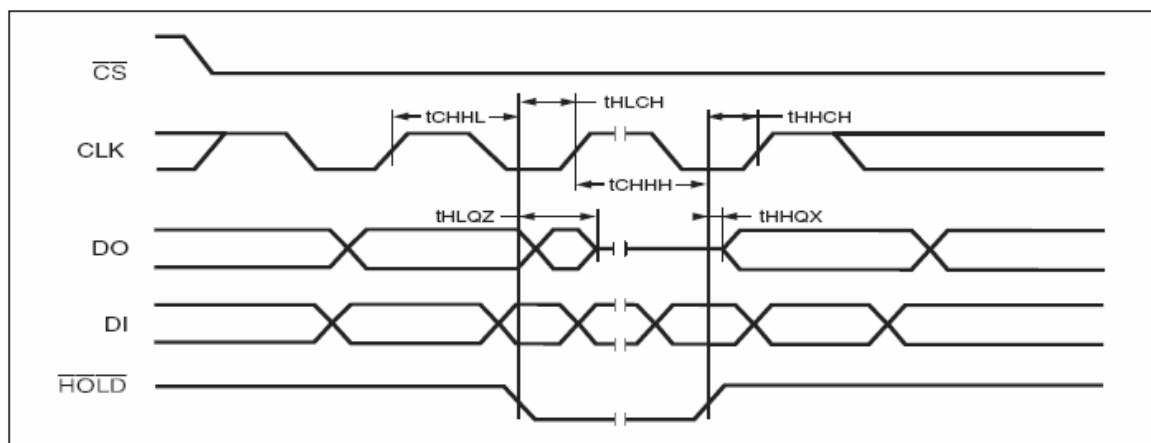 CS
tHLCH
tCHHL
tHHCH
CLK
tCHHH
tHLQZ
tHHQX
DO
DI
HOLD